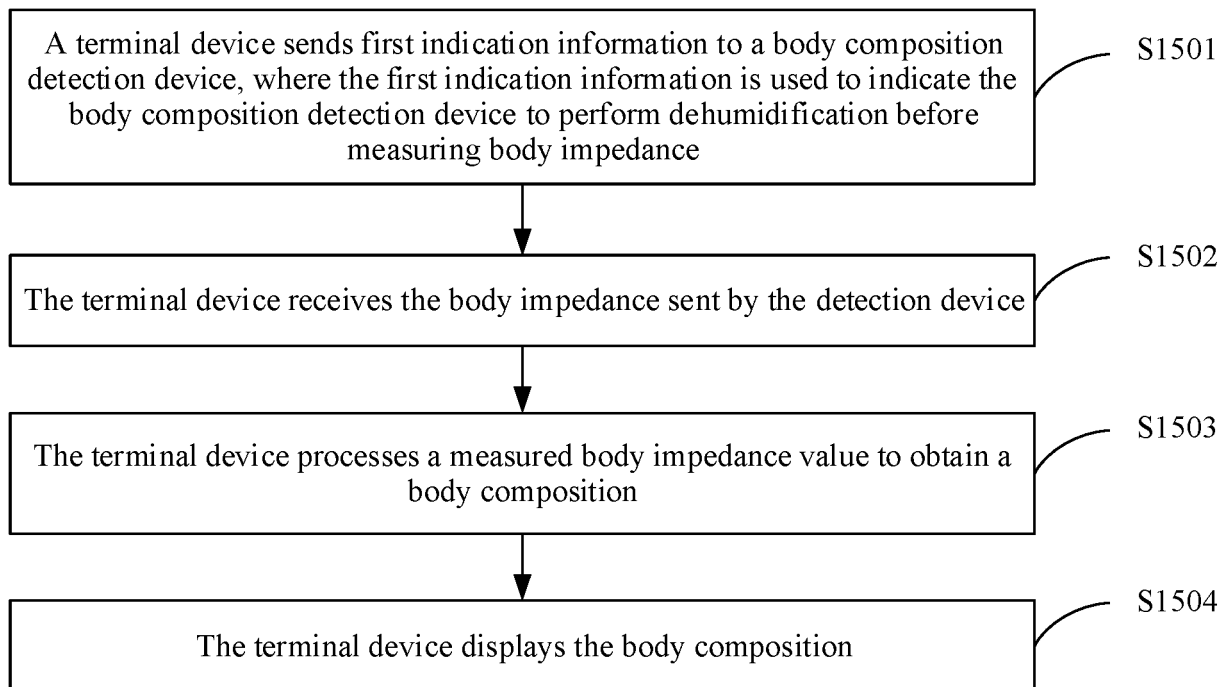 A terminal device sends first indication information to a body composition
detection device, where the first indication information is used to indicate the
body composition detection device to perform dehumidification before
measuring body impedance
S1501
The terminal device receives the body impedance sent by the detection device
S1502
The terminal device processes a measured body impedance value to obtain a
body composition
S1503
The terminal device displays the body composition
S1504